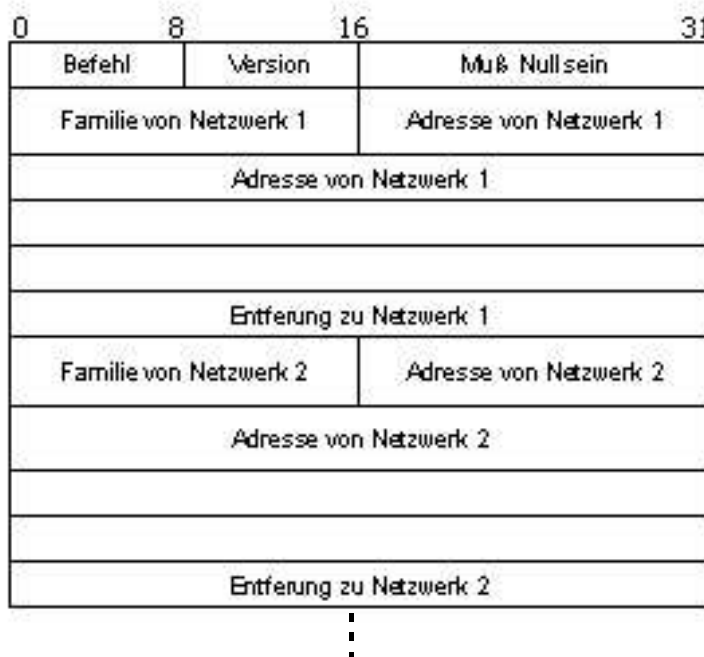 0 8 16 31
Befehl Version Muß Null sein
Familie von Netzwerk 1 Adresse von Netzwerk 1
Adresse von Netzwerk 1
Entferung zu Netzwerk 1
Familie von Netzwerk 2 Adresse von Netzwerk 2
Adresse von Netzwerk 2
Entferung zu Netzwerk 2